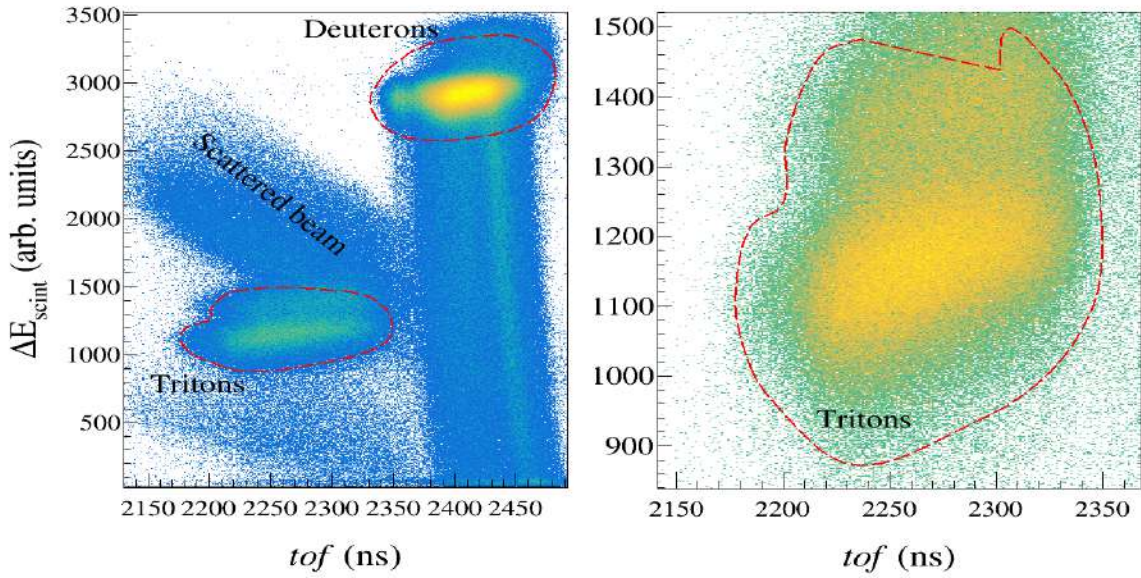 3500
3000
2500
2000
1500
1000
500
ΔE_scint (arb. units)
Deuterons
Scattered beam
Tritons
2150 2200 2250 2300 2350 2400 2450
tof (ns)
1500
1400
1300
1200
1100
1000
900
Tritons
2150 2200 2250 2300 2350
tof (ns)